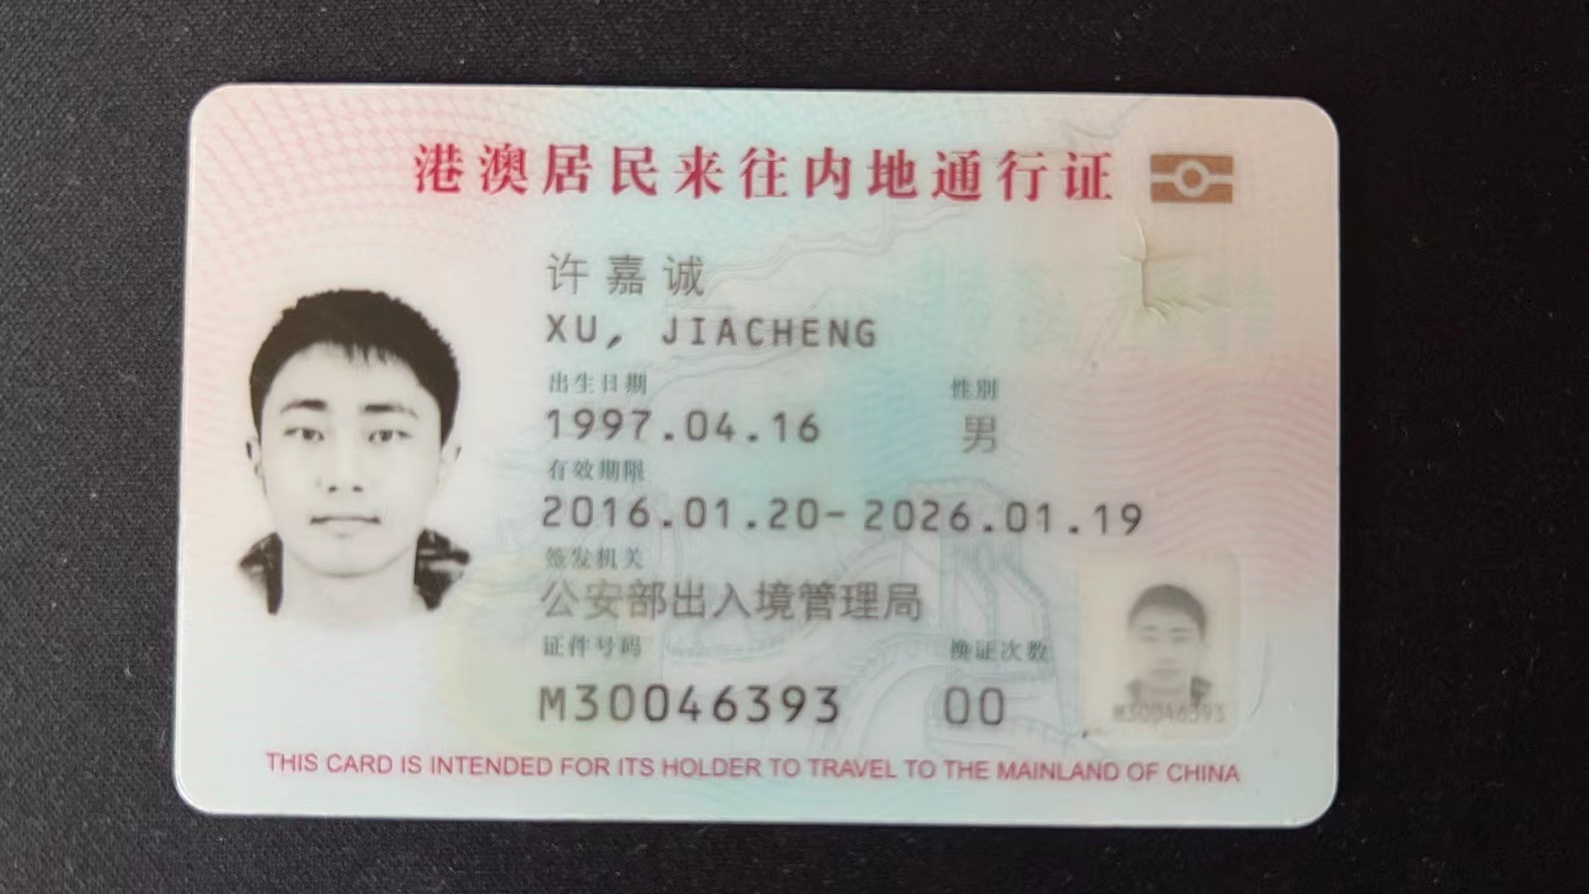 港澳居民来往内地通行证
许嘉诚
XU, JIACHENG
出生日期 性别
1997.04.16 男
有效期限
2016.01.20-2026.01.19
签发机关
公安部出入境管理局
证件号码 换证次数
M30046393 00
M30046393
THIS CARD IS INTENDED FOR ITS HOLDER TO TRAVEL TO THE MAINLAND OF CHINA